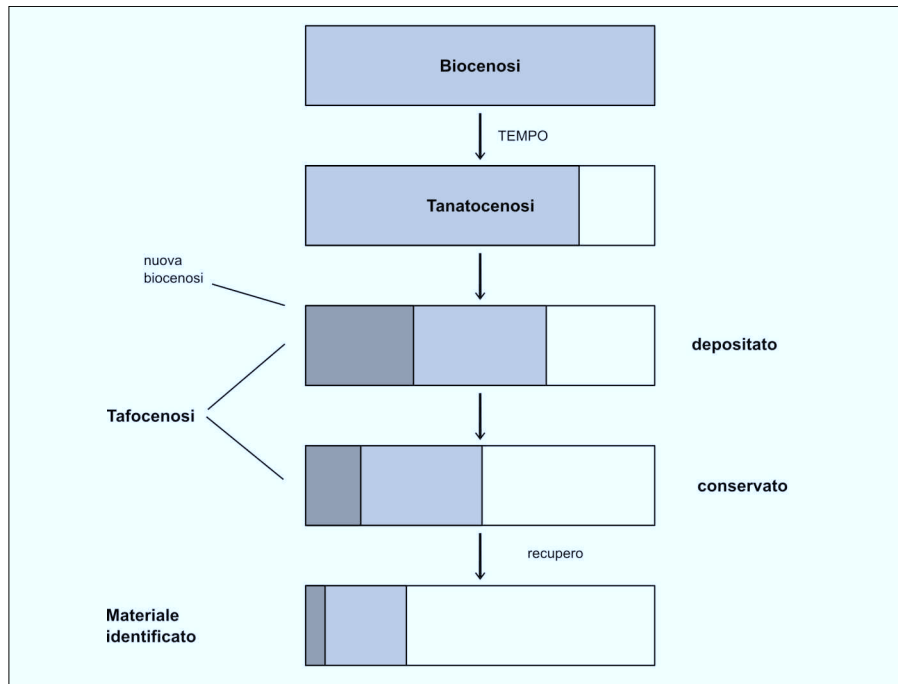 Biocenosi
TEMPO
Tanatocenosi
nuova
biocenosi
depositato
Tafocenosi
conservato
recupero
Materiale
identificato